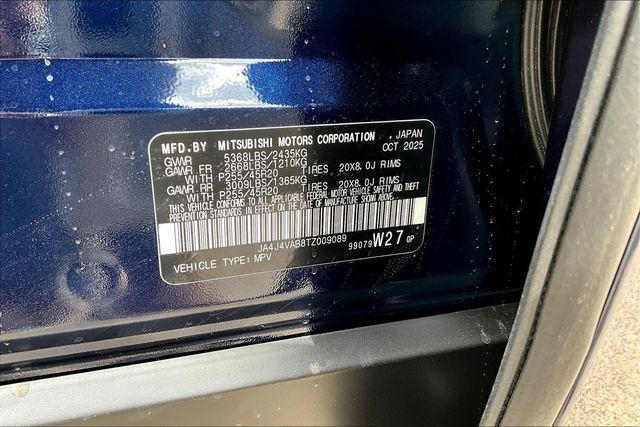 MFD.BY MITSUBISHI MOTORS CORPORATION , JAPAN
GVWR 5368LBS/2435KG OCT 2025
GAWR FR 2668LBS/1210KG
WITH P255/45R20 TIRES 20X8.0J RIMS
GAWR RR 3009LBS/1365KG
WITH P255/45R20 TIRES 20X8.0J RIMS
THIS VEHICLE CONFORMS TO ALL APPLICABLE FEDERAL MOTOR VEHICLE SAFETY AND THEFT
PREVENTION STANDARDS IN EFFECT ON THE DATE OF MANUFACTURE SHOWN ABOVE.
JA4J4VAB8TZ009089
99079 W27 OP
VEHICLE TYPE: MPV